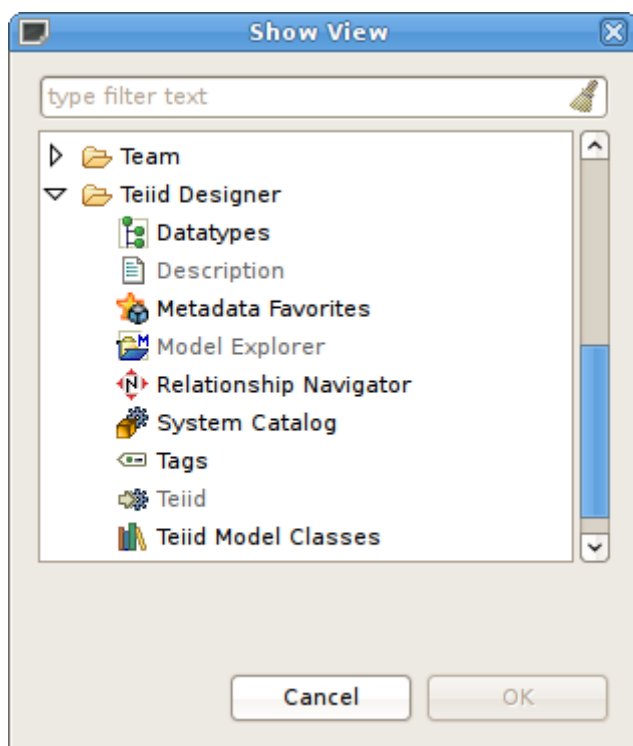 Show View
type filter text
Team
Teiid Designer
Datatypes
Description
Metadata Favorites
Model Explorer
Relationship Navigator
System Catalog
Tags
Teiid
Teiid Model Classes
Cancel OK